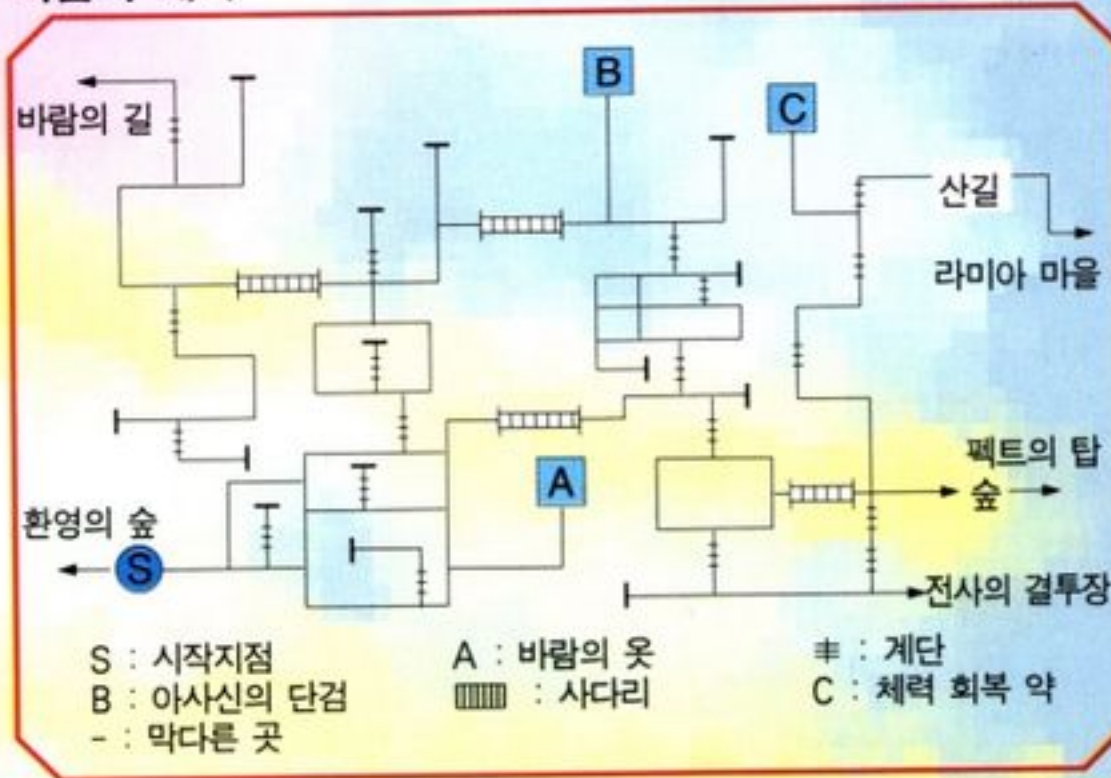 B
C
바람의 길
산길
라미아 마을
A
펙트의 탑
숲
환영의 숲
S
전사의 결투장
S : 시작지점
A : 바람의 옷
: 계단
B : 아사신의 단검
: 사다리
C : 체력 회복 약
- : 막다른 곳